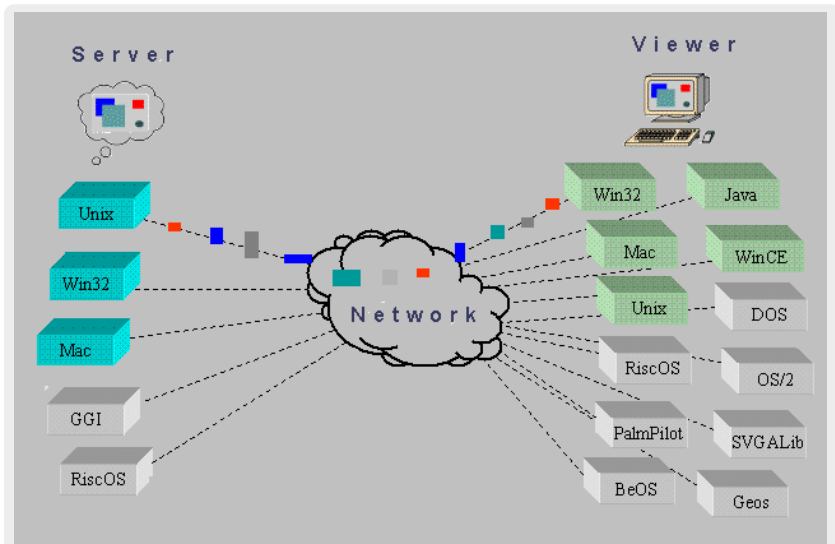 Server
Viewer
Unix
Win32
Mac
GGI
RiscOS
Network
Win32
Java
Mac
WinCE
Unix
DOS
RiscOS
OS/2
PalmPilot
SVGALib
BeOS
Geos